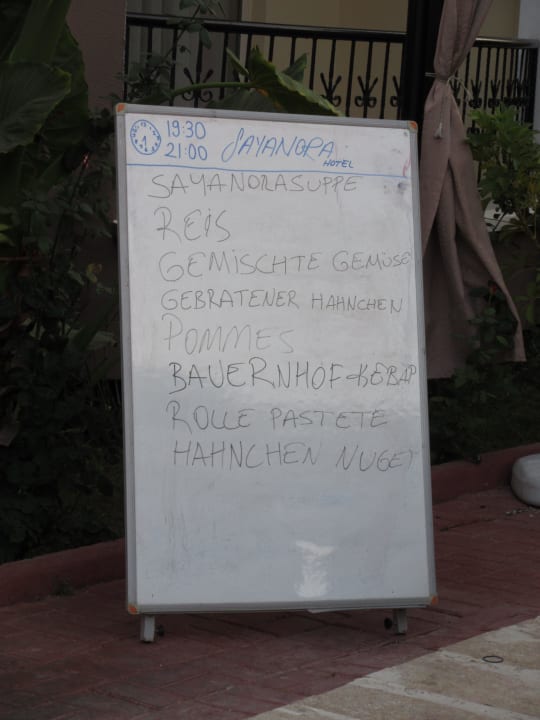 19:30 SAYANORA
21:00 HOTEL
SAYANORASUPPE
REIS
GEMISCHTE GEMÜSE
GEBRATENER HAHNCHEN
POMMES
BAUERNHOF-KEBAP
ROLLE PASTETE
HAHNCHEN NUGET